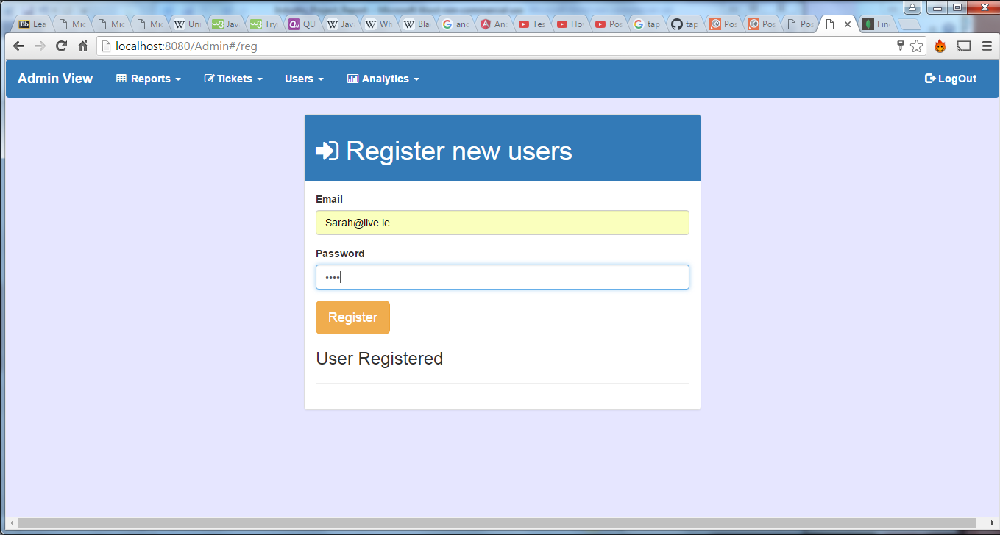 Lea Mic Mic Mic Uni Jav Try QU Jav Wh Bla ang Ang Tes Ho Pos tap tap Pos Pos Pos Fin
localhost:8080/Admin#/reg
Admin View Reports Tickets Users Analytics LogOut
Register new users
Email
Sarah@live.ie
Password
••••
Register
User Registered